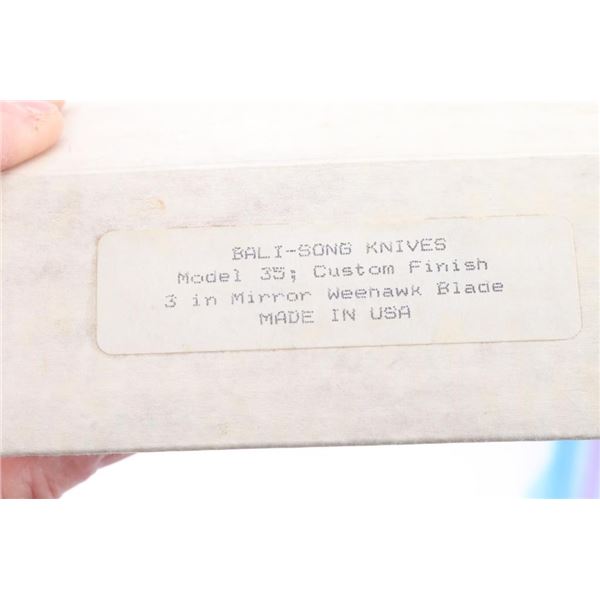 BALI-SONG KNIVES
Model 35; Custom Finish
3 in Mirror Weehawk Blade
MADE IN USA